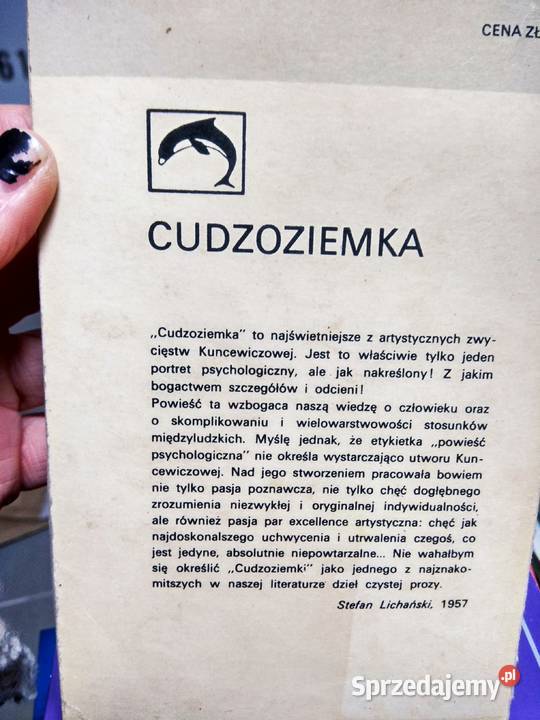 61
CENA ZŁ
CUDZOZIEMKA
„Cudzoziemka" to najświetniejsze z artystycznych zwy-
cięstw Kuncewiczowej. Jest to właściwie tylko jeden
portret psychologiczny, ale jak nakreślony! Z jakim
bogactwem szczegółów i odcieni!
Powieść ta wzbogaca naszą wiedzę o człowieku oraz
o skomplikowaniu i wielowarstwowości stosunków
międzyludzkich. Myślę jednak, że etykietka „powieść
psychologiczna" nie określa wystarczająco utworu Kun-
cewiczowej. Nad jego stworzeniem pracowała bowiem
nie tylko pasja poznawcza, nie tylko chęć dogłębnego
zrozumienia niezwykłej i oryginalnej indywidualności,
ale również pasja par excellence artystyczna: chęć jak
najdoskonalszego uchwycenia i utrwalenia czegoś, co
jest jedyne, absolutnie niepowtarzalne... Nie wahałbym
się określić „Cudzoziemki" jako jednego z najznako-
mitszych w naszej literaturze dzieł czystej prozy.
Stefan Lichański, 1957
Sprzedajemy.pl